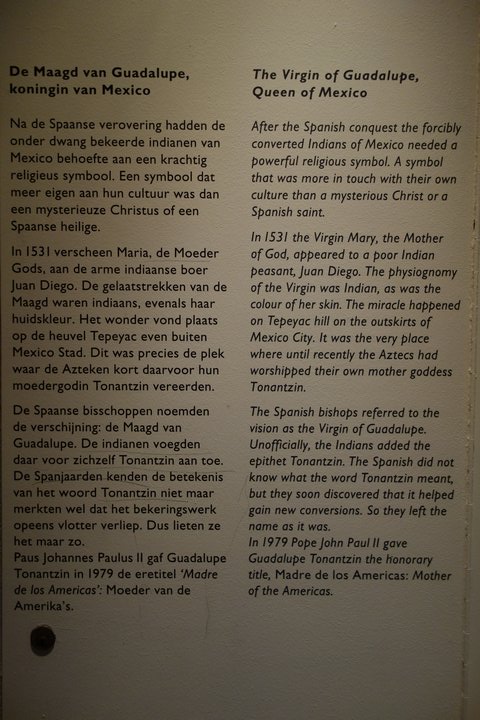 De Maagd van Guadalupe,
koningin van Mexico
Na de Spaanse verovering hadden de
onder dwang bekeerde indianen van
Mexico behoefte aan een krachtig
religieus symbool. Een symbool dat
meer eigen aan hun cultuur was dan
een mysterieuze Christus of een
Spaanse heilige.
In 1531 verscheen Maria, de Moeder
Gods, aan de arme indiaanse boer
Juan Diego. De gelaatstrekken van de
Maagd waren indiaans, evenals haar
huidskleur. Het wonder vond plaats
op de heuvel Tepeyac even buiten
Mexico Stad. Dit was precies de plek
waar de Azteken kort daarvoor hun
moedergodin Tonantzin vereerden.
De Spaanse bisschoppen noemden
de verschijning: de Maagd van
Guadalupe. De indianen voegden
daar voor zichzelf Tonantzin aan toe.
De Spanjaarden kenden de betekenis
van het woord Tonantzin niet maar
merkten wel dat het bekeringswerk
opeens vlotter verliep. Dus lieten ze
het maar zo.
Paus Johannes Paulus II gaf Guadalupe
Tonantzin in 1979 de eretitel 'Madre
de los Americas': Moeder van de
Amerika's.
The Virgin of Guadalupe,
Queen of Mexico
After the Spanish conquest the forcibly
converted Indians of Mexico needed a
powerful religious symbol. A symbol
that was more in touch with their own
culture than a mysterious Christ or a
Spanish saint.
In 1531 the Virgin Mary, the Mother
of God, appeared to a poor Indian
peasant, Juan Diego. The physiognomy
of the Virgin was Indian, as was the
colour of her skin. The miracle happened
on Tepeyac hill on the outskirts of
Mexico City. It was the very place
where until recently the Aztecs had
worshipped their own mother goddess
Tonantzin.
The Spanish bishops referred to the
vision as the Virgin of Guadalupe.
Unofficially, the Indians added the
epithet Tonantzin. The Spanish did not
know what the word Tonantzin meant,
but they soon discovered that it helped
gain new conversions. So they left the
name as it was.
In 1979 Pope John Paul II gave
Guadalupe Tonantzin the honorary
title, Madre de los Americas: Mother
of the Americas.